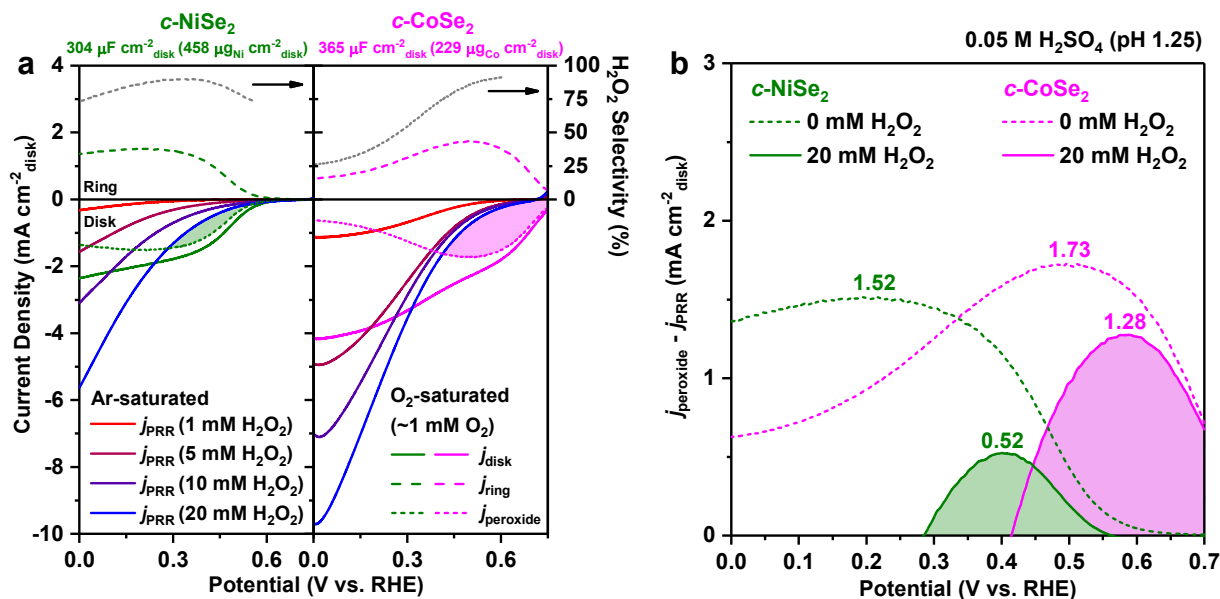 c-NiSe2
304 μF cm-2disk (458 μgNi cm-2disk)
c-CoSe2
365 μF cm-2disk (229 μgCo cm-2disk)
a
Current Density (mA cm-2disk)
4
2
0
-2
-4
-6
-8
-10
Ring
Disk
Ar-saturated
jPRR (1 mM H2O2)
jPRR (5 mM H2O2)
jPRR (10 mM H2O2)
jPRR (20 mM H2O2)
O2-saturated
(~1 mM O2)
jdisk
jring
jperoxide
100
75
50
25
0
H2O2 Selectivity
(%)
0.0 0.3 0.6 0.0 0.3 0.6
Potential (V vs. RHE)
b
0.05 M H2SO4 (pH 1.25)
jperoxide - jPRR (mA cm-2disk)
3
2
1
0
c-NiSe2
0 mM H2O2
20 mM H2O2
c-CoSe2
0 mM H2O2
20 mM H2O2
1.52
1.73
1.28
0.52
0.0 0.1 0.2 0.3 0.4 0.5 0.6 0.7
Potential (V vs. RHE)